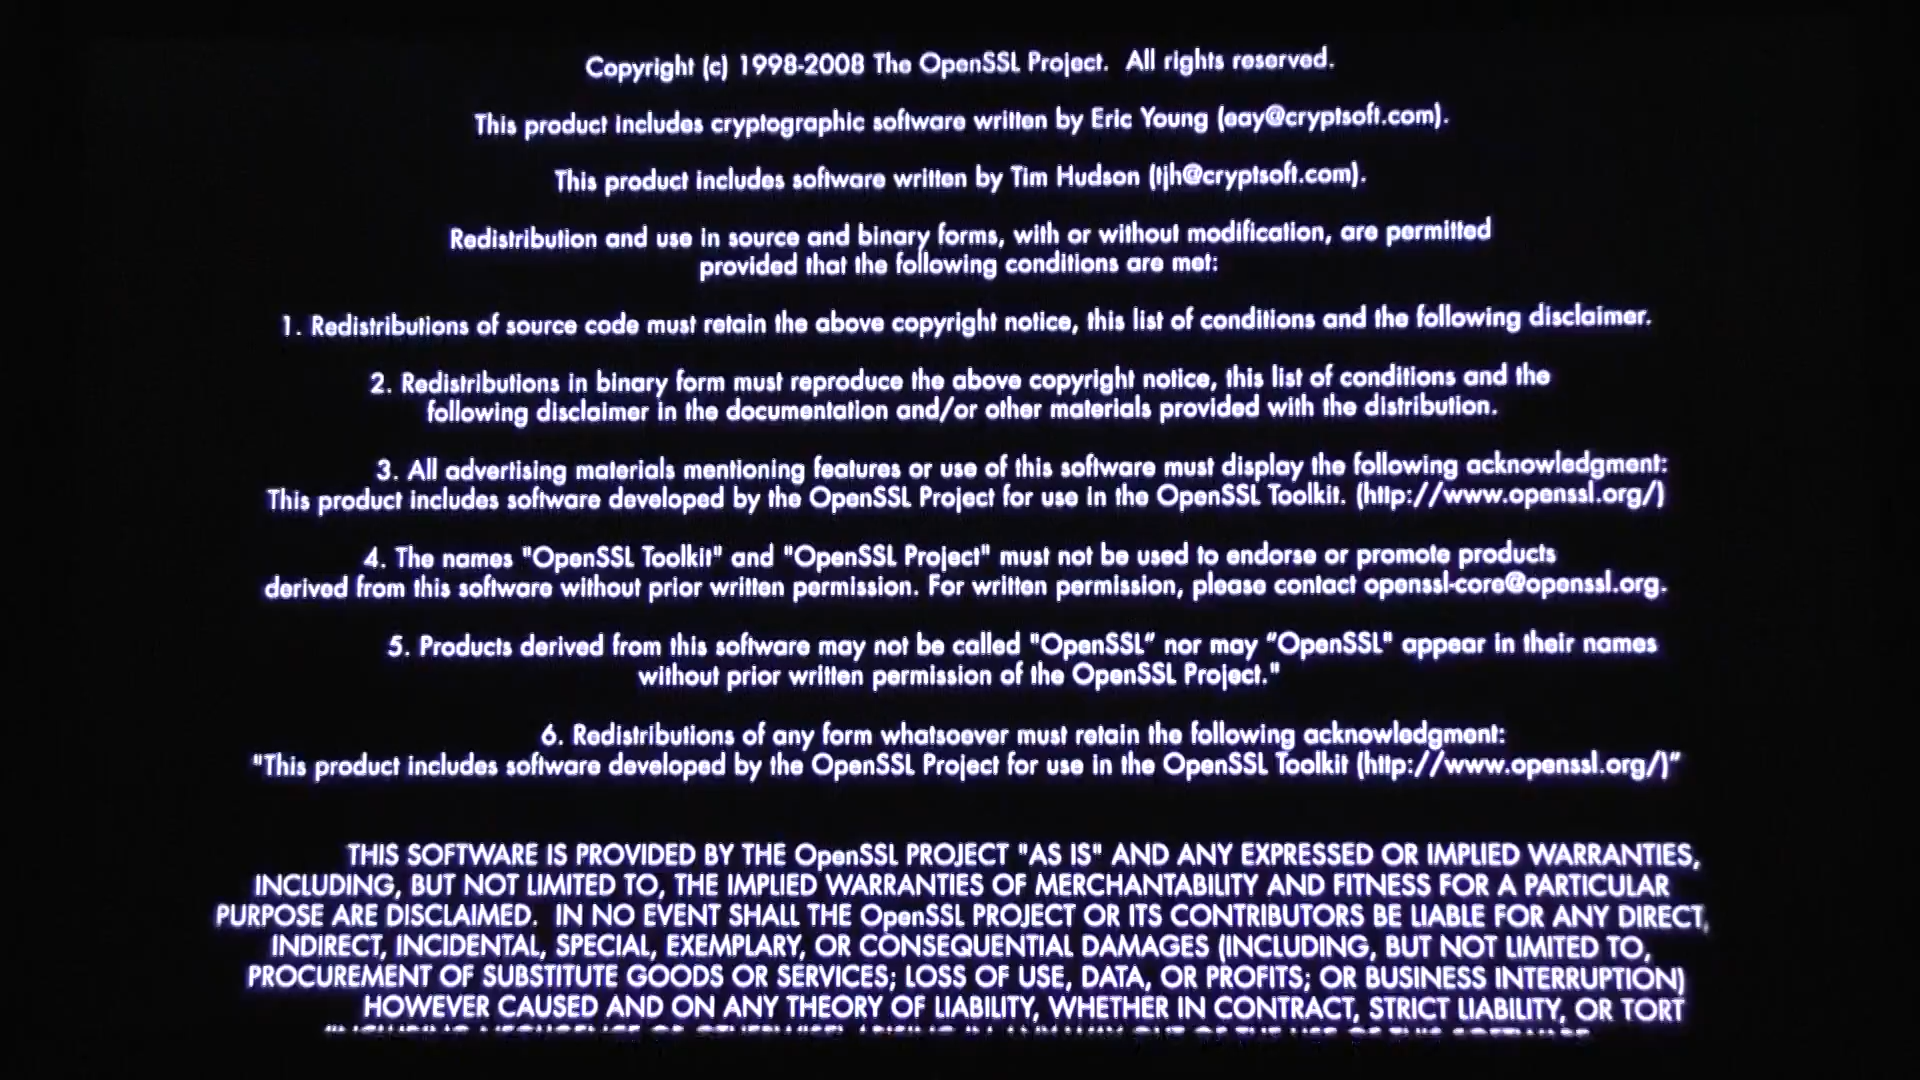 Copyright (c) 1998-2008 The OpenSSL Project.  All rights reserved.
This product includes cryptographic software written by Eric Young (eay@cryptsoft.com).
This product includes software written by Tim Hudson (tjh@cryptsoft.com).
Redistribution and use in source and binary forms, with or without modification, are permitted
provided that the following conditions are met:
1. Redistributions of source code must retain the above copyright notice, this list of conditions and the following disclaimer.
2. Redistributions in binary form must reproduce the above copyright notice, this list of conditions and the
following disclaimer in the documentation and/or other materials provided with the distribution.
3. All advertising materials mentioning features or use of this software must display the following acknowledgment:
This product includes software developed by the OpenSSL Project for use in the OpenSSL Toolkit. (http://www.openssl.org/)
4. The names "OpenSSL Toolkit" and "OpenSSL Project" must not be used to endorse or promote products
derived from this software without prior written permission. For written permission, please contact openssl-core@openssl.org.
5. Products derived from this software may not be called "OpenSSL” nor may “OpenSSL" appear in their names
without prior written permission of the OpenSSL Project."
6. Redistributions of any form whatsoever must retain the following acknowledgment:
"This product includes software developed by the OpenSSL Project for use in the OpenSSL Toolkit (http://www.openssl.org/)”
THIS SOFTWARE IS PROVIDED BY THE OpenSSL PROJECT "AS IS" AND ANY EXPRESSED OR IMPLIED WARRANTIES,
INCLUDING, BUT NOT LIMITED TO, THE IMPLIED WARRANTIES OF MERCHANTABILITY AND FITNESS FOR A PARTICULAR
PURPOSE ARE DISCLAIMED.  IN NO EVENT SHALL THE OpenSSL PROJECT OR ITS CONTRIBUTORS BE LIABLE FOR ANY DIRECT,
INDIRECT, INCIDENTAL, SPECIAL, EXEMPLARY, OR CONSEQUENTIAL DAMAGES (INCLUDING, BUT NOT LIMITED TO,
PROCUREMENT OF SUBSTITUTE GOODS OR SERVICES; LOSS OF USE, DATA, OR PROFITS; OR BUSINESS INTERRUPTION)
HOWEVER CAUSED AND ON ANY THEORY OF LIABILITY, WHETHER IN CONTRACT, STRICT LIABILITY, OR TORT